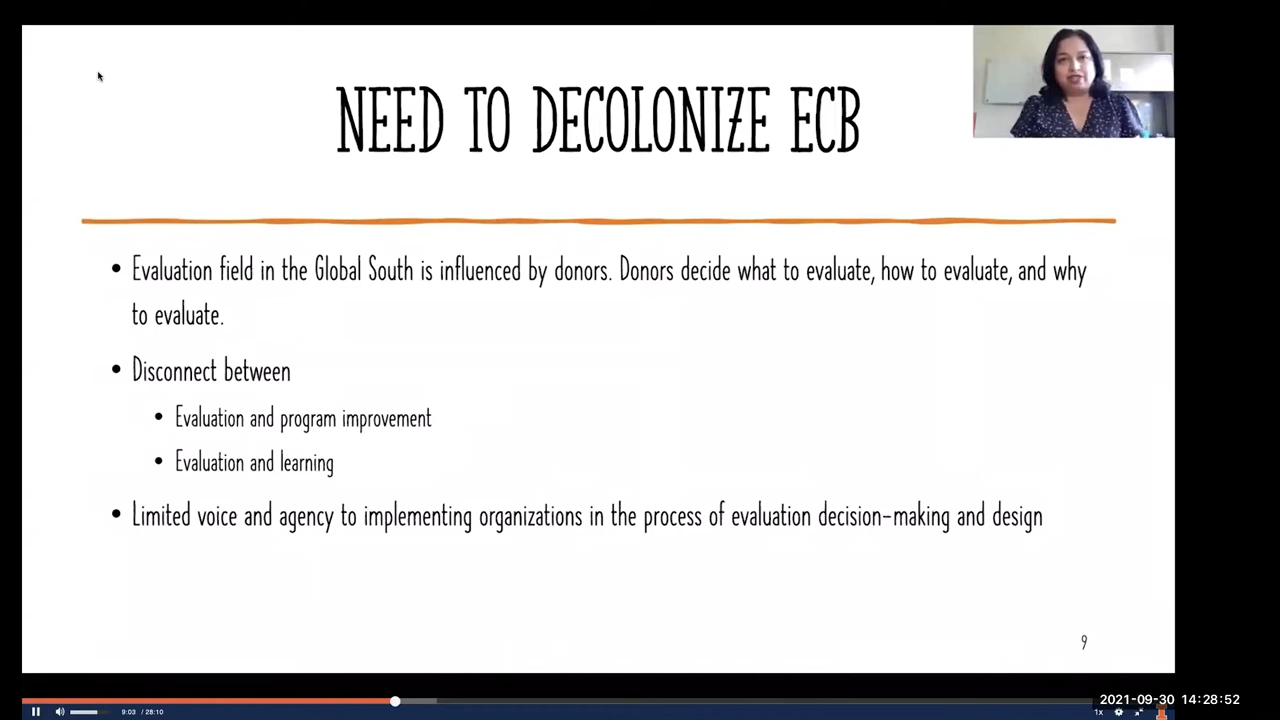 NEED TO DECOLONIZE ECB
• Evaluation field in the Global South is influenced by donors. Donors decide what to evaluate, how to evaluate, and why
to evaluate.
• Disconnect between
• Evaluation and program improvement
• Evaluation and learning
• Limited voice and agency to implementing organizations in the process of evaluation decision-making and design
9
2021-09-30 14:28:52
9:03 / 28:10
1x